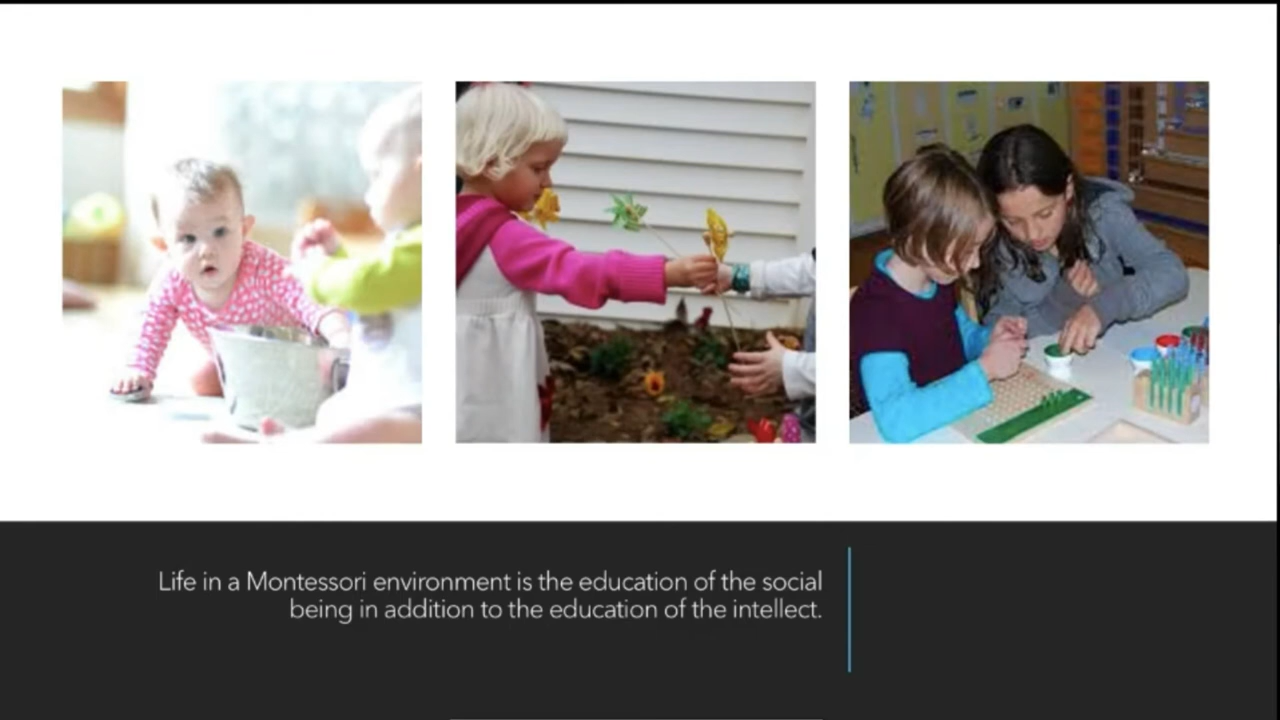 Life in a Montessori environment is the education of the social
being in addition to the education of the intellect.